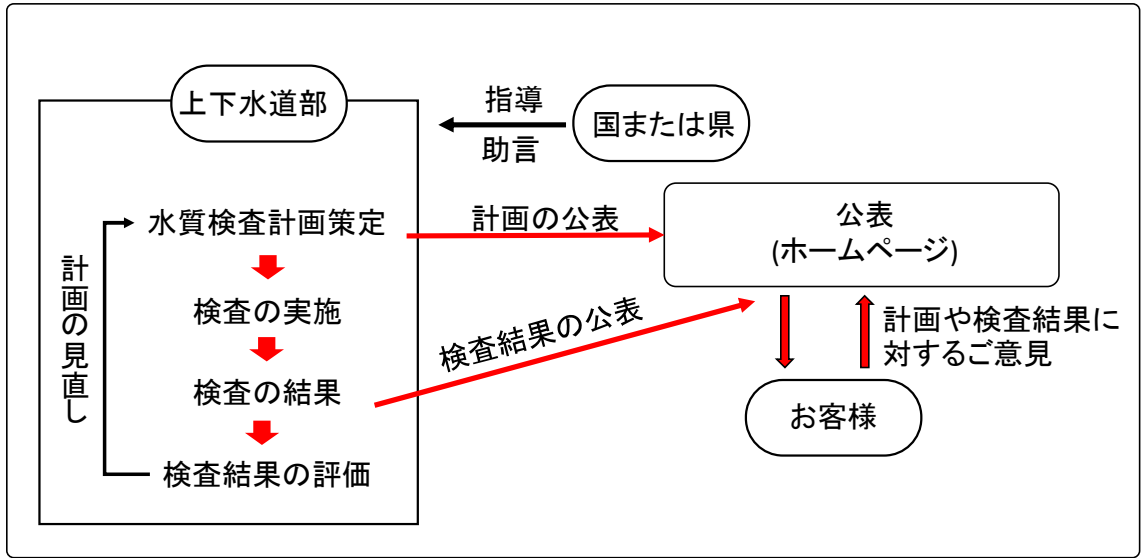 上下水道部
指導
助言
国または県
水質検査計画策定
計画の公表
公表
(ホームページ)
計画の見直し
検査の実施
検査の結果
検査結果の公表
計画や検査結果に
対するご意見
お客様
検査結果の評価